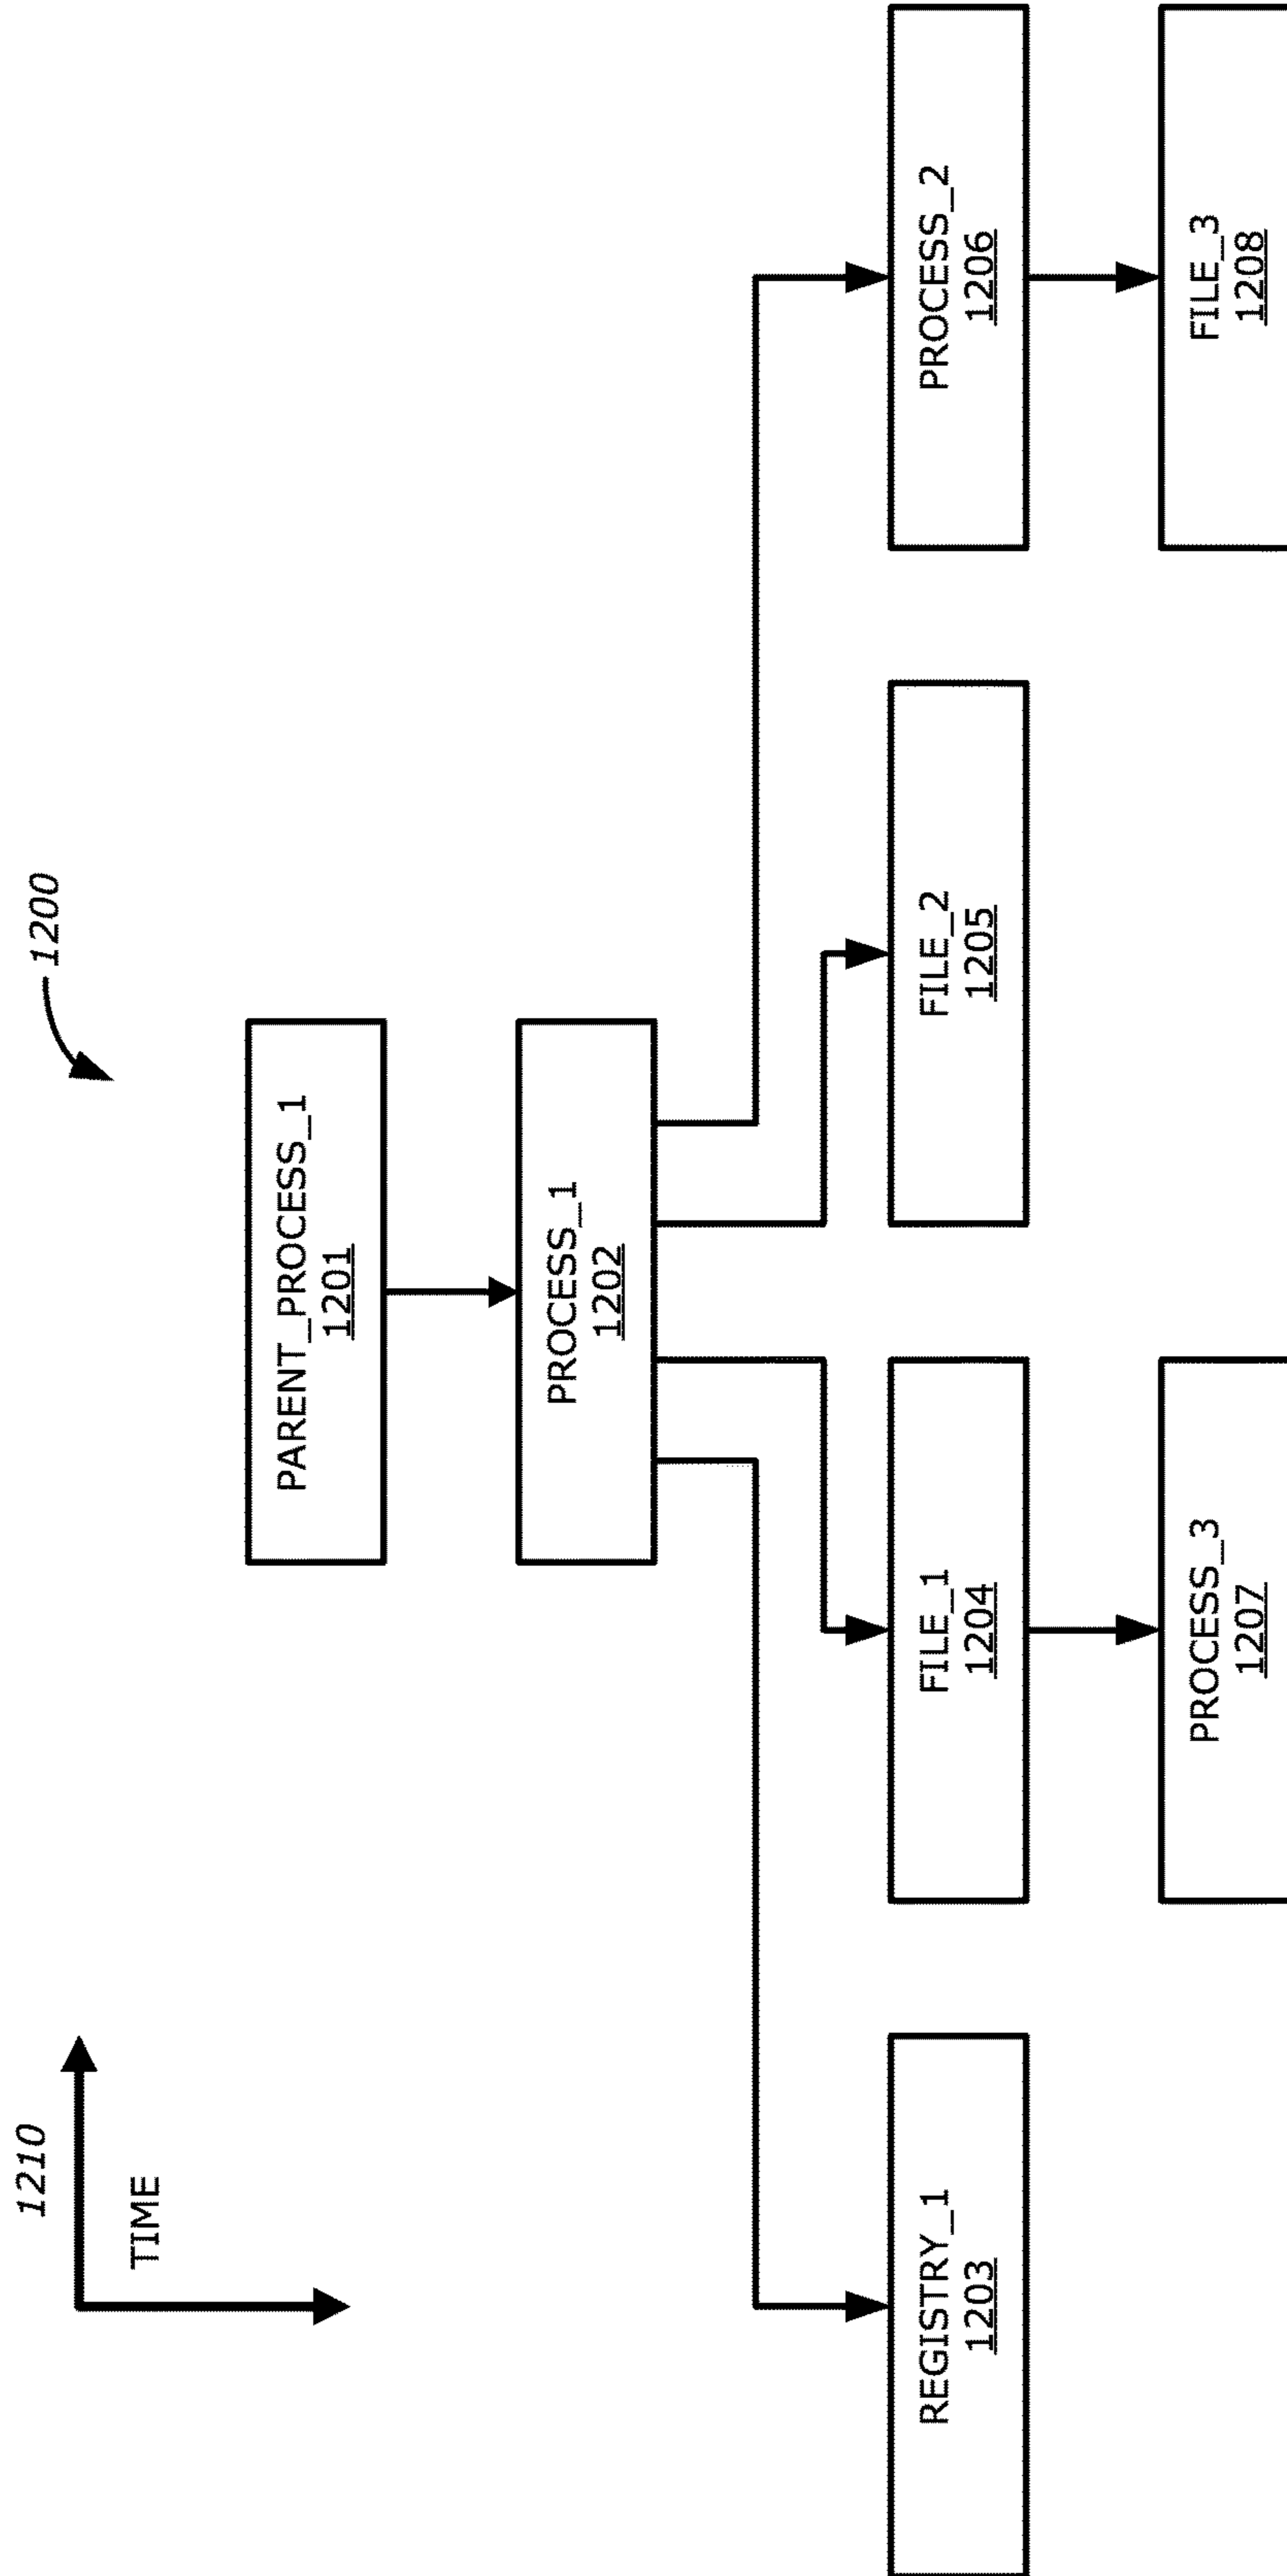 1200
1210
TIME
PARENT_PROCESS_1
1201
PROCESS_1
1202
REGISTRY_1
1203
FILE_1
1204
FILE_2
1205
PROCESS_2
1206
PROCESS_3
1207
FILE_3
1208